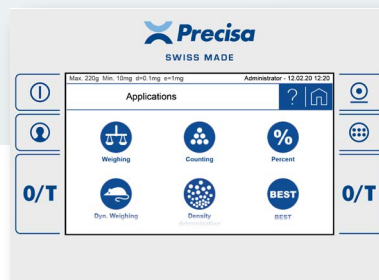 Precisa
SWISS MADE
Max. 220g Min. 10mg d=0.1mg e=1mg
Administrator - 12.02.20 12:20
Applications
?
%
Weighing
Counting
Percent
0/T
0/T
BEST
Dyn. Weighing
Density
BEST